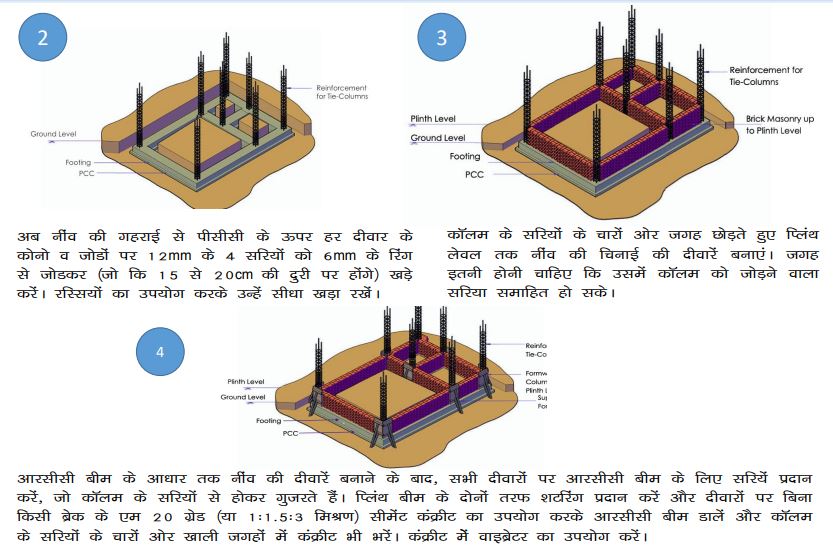 2
Reinforcement
for Tie-Columns
Ground Level
Footing
PCC
3
Reinforcement for
Tie-Columns
Plinth Level
Ground Level
Brick Masonry up
to Plinth Level
Footing
PCC
अब नींव की गहराई से पीसीसी के ऊपर हर दीवार के
कोनो व जोडों पर 12mm के 4 सरियों को 6mm के रिंग
से जोडकर (जो कि 15 से 20cm की दुरी पर होंगे) खड़े
करें। रस्सियों का उपयोग करके उन्हें सीधा खड़ा रखें।
कॉलम के सरियों के चारों ओर जगह छोड़ते हुए प्लिंथ
लेवल तक नींव की चिनाई की दीवारें बनाएं। जगह
इतनी होनी चाहिए कि उसमें कॉलम को जोड़ने वाला
सरिया समाहित हो सके।
4
Reinfo
Tie-Co
Plinth Level
Ground Level
Formw
Colum
Plinth L
Su
For
Footing
PCC
आरसीसी बीम के आधार तक नींव की दीवारें बनाने के बाद, सभी दीवारों पर आरसीसी बीम के लिए सरियें प्रदान
करें, जो कॉलम के सरियों से होकर गुजरते हैं। प्लिंथ बीम के दोनों तरफ शटरिंग प्रदान करें और दीवारों पर बिना
किसी ब्रेक के एम 20 ग्रेड (या 1:1.5:3 मिश्रण) सीमेंट कंक्रीट का उपयोग करके आरसीसी बीम डालें और कॉलम
के सरियों के चारों ओर खाली जगहों में कंक्रीट भी भरें। कंक्रीट में वाइब्रेटर का उपयोग करें।